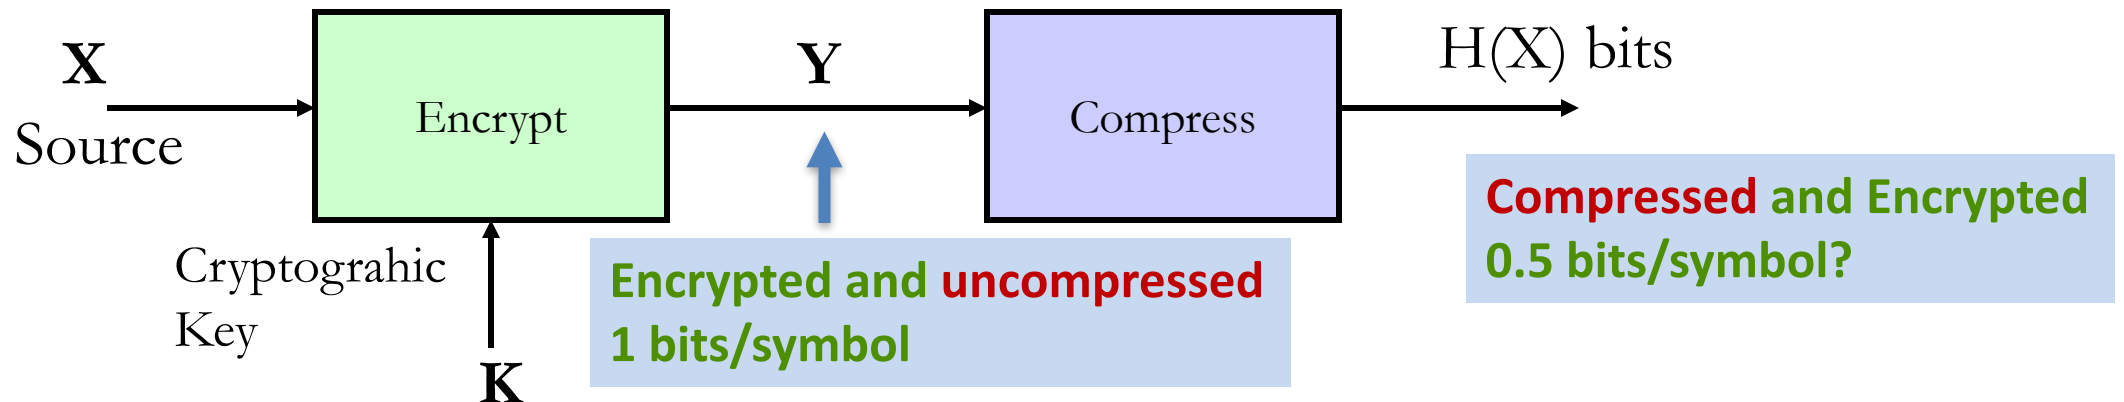 X
Source
Encrypt
Y
Compress
H(X) bits
Cryptograhic
Key
K
Encrypted and uncompressed
1 bits/symbol
Compressed and Encrypted
0.5 bits/symbol?